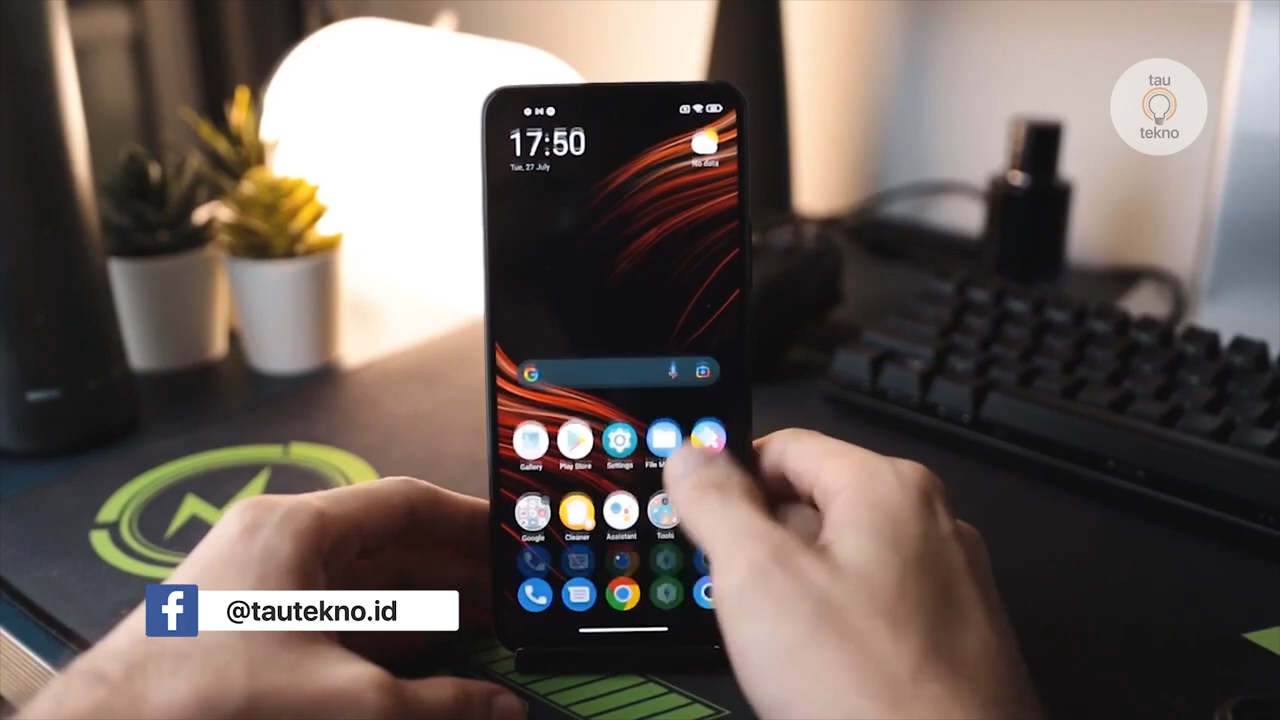 tau
tekno
17:50
Tue, 27 July
No data
Gallery
Play Store
Settings
File M
Google
Cleaner
Assistant
Tools
@tautekno.id